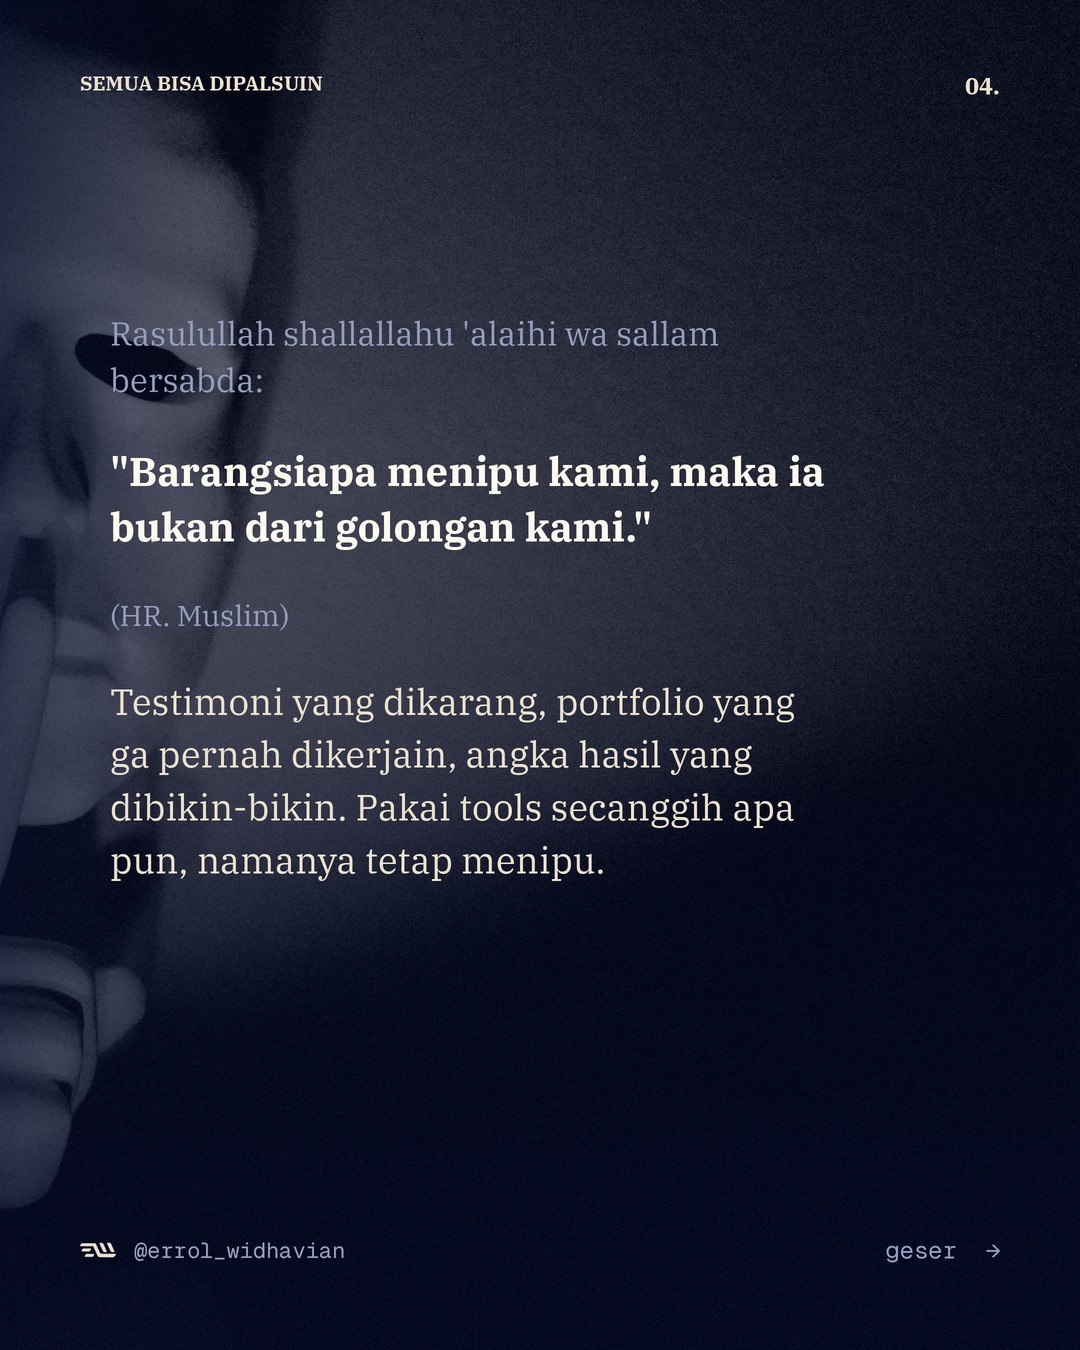 SEMUA BISA DIPALSUIN
04.
Rasulullah shallallahu 'alaihi wa sallam
bersabda:
"Barangsiapa menipu kami, maka ia
bukan dari golongan kami."
(HR. Muslim)
Testimoni yang dikarang, portfolio yang
ga pernah dikerjain, angka hasil yang
dibikin-bikin. Pakai tools secanggih apa
pun, namanya tetap menipu.
@errol_widhavian
geser →